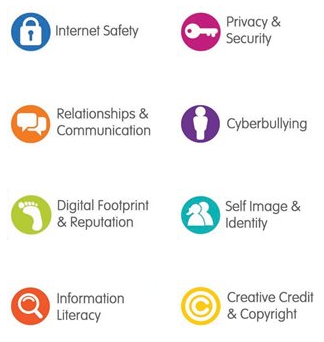 Internet Safety
Privacy &
Security
Relationships &
Communication
Cyberbullying
Digital Footprint
& Reputation
Self Image &
Identity
Information
Literacy
Creative Credit
& Copyright